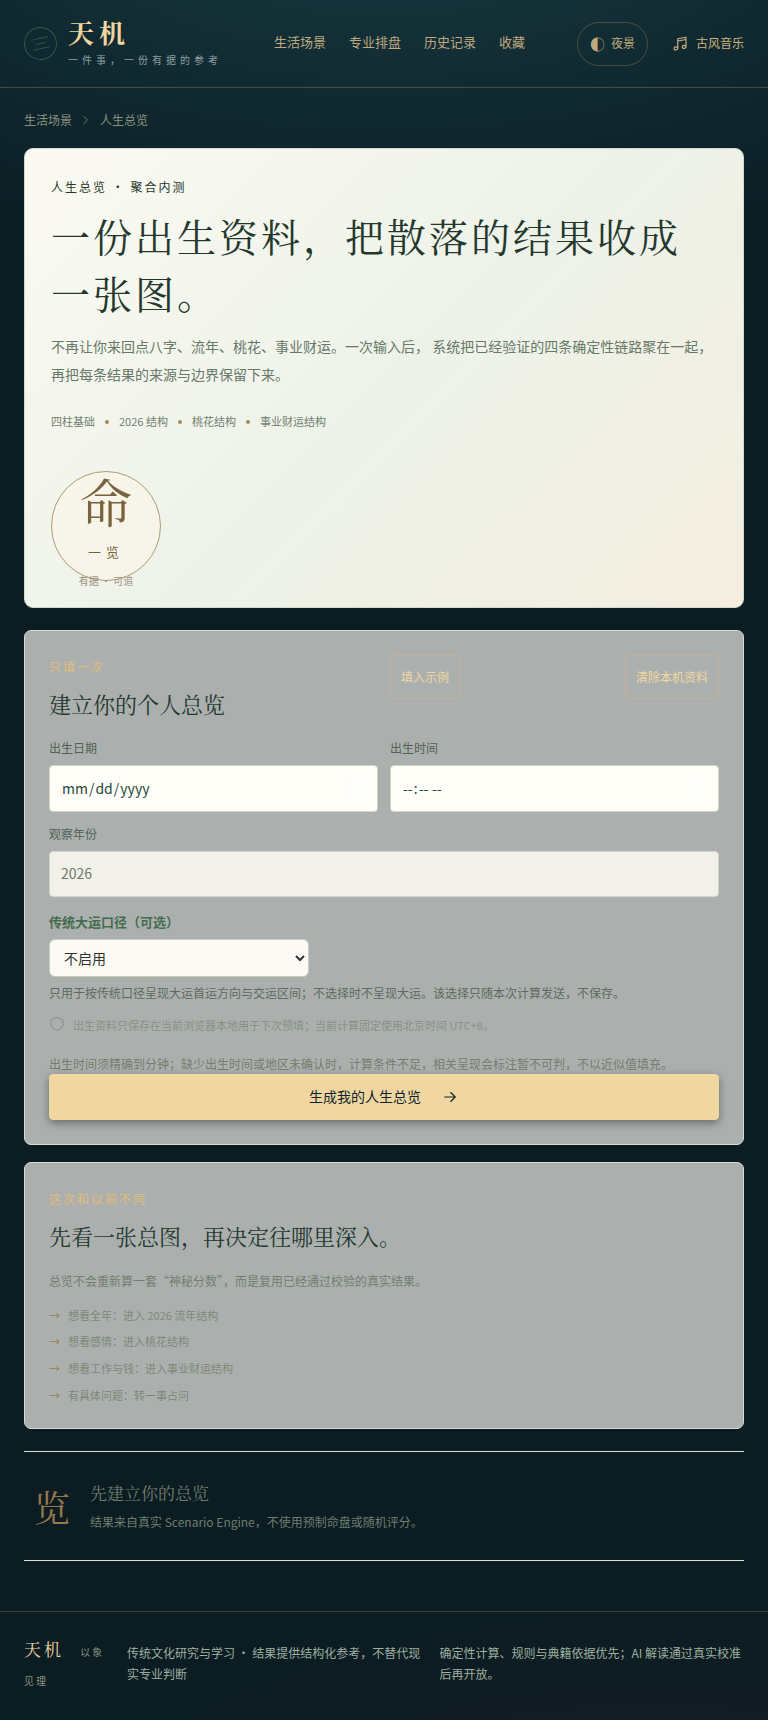 天机
一件事，一份有据的参考
生活场景 专业排盘 历史记录 收藏 夜景 古风音乐
生活场景 > 人生总览
人生总览 · 聚合内测
一份出生资料，把散落的结果收成
一张图。
不再让你来回点八字、流年、桃花、事业财运。一次输入后， 系统把已经验证的四条确定性链路聚在一起，
再把每条结果的来源与边界保留下来。
四柱基础 • 2026 结构 • 桃花结构 • 事业财运结构
命
一览
有据 · 可追
只填一次
填入示例 清除本机资料
建立你的个人总览
出生日期 出生时间
mm/dd/yyyy --:-- --
观察年份
2026
传统大运口径（可选）
不启用
只用于按传统口径呈现大运首运方向与交运区间；不选择时不呈现大运。该选择只随本次计算发送，不保存。
出生资料只保存在当前浏览器本地用于下次预填；当前计算固定使用北京时间 UTC+8。
出生时间须精确到分钟；缺少出生时间或地区未确认时，计算条件不足，相关呈现会标注暂不可判，不以近似值填充。
生成我的人生总览 →
这次和以前不同
先看一张总图，再决定往哪里深入。
总览不会重新算一套“神秘分数”，而是复用已经通过校验的真实结果。
→ 想看全年：进入 2026 流年结构
→ 想看感情：进入桃花结构
→ 想看工作与钱：进入事业财运结构
→ 有具体问题：转一事占问
览
先建立你的总览
结果来自真实 Scenario Engine，不使用预制命盘或随机评分。
天机 以象
见理
传统文化研究与学习 · 结果提供结构化参考，不替代现
实专业判断
确定性计算、规则与典籍依据优先；AI 解读通过真实校准
后再开放。